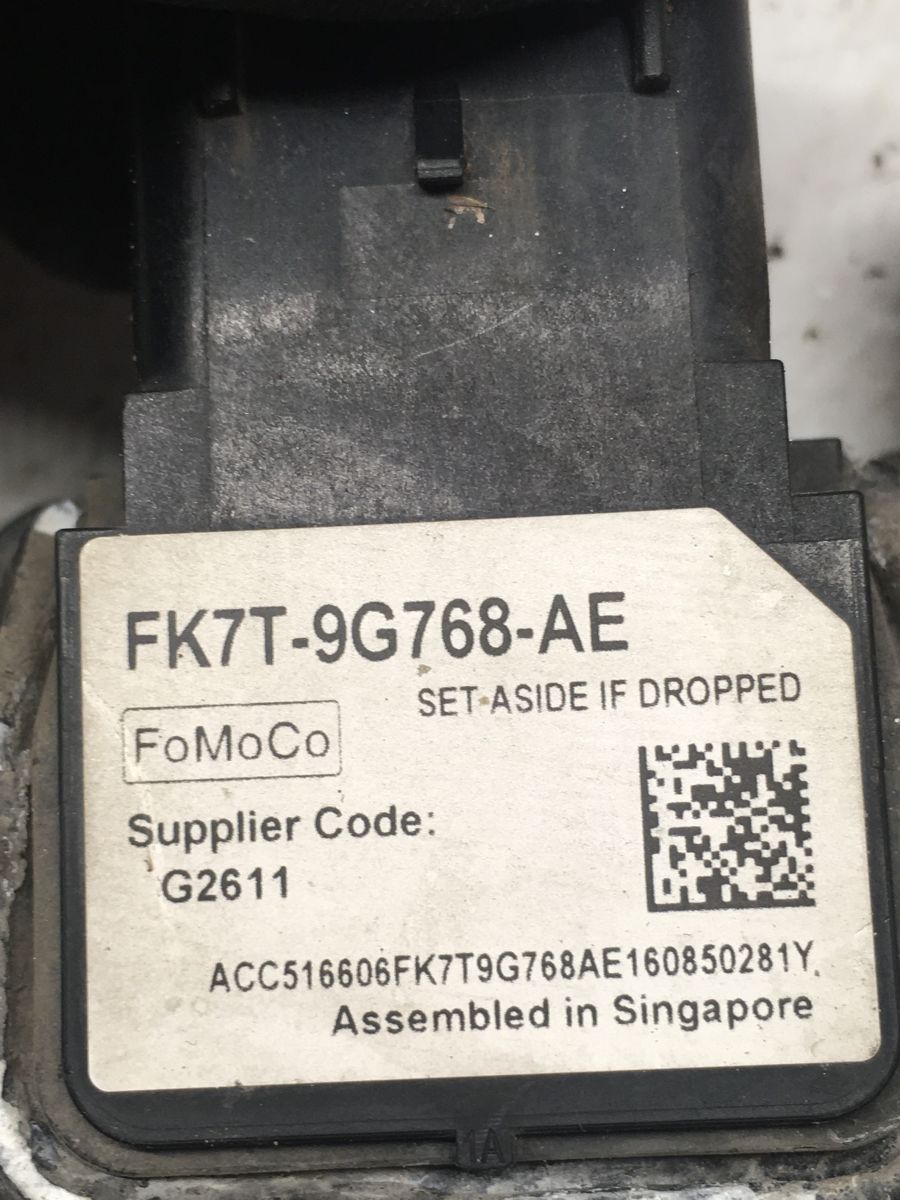 FK7T-9G768-AE
SET ASIDE IF DROPPED
FoMoCo
Supplier Code:
G2611
ACC516606FK7T9G768AE160850281Y
Assembled in Singapore
1A